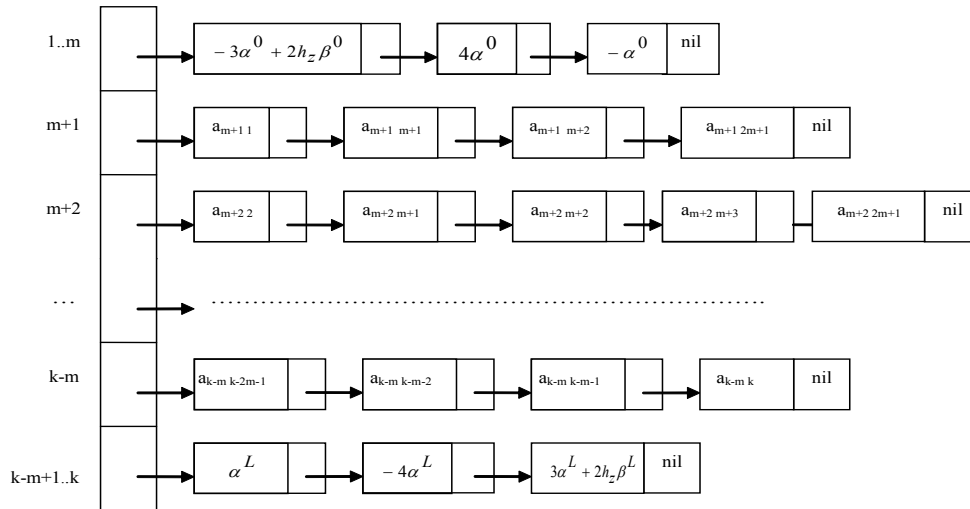 1..m − 3α^0 + 2h_z β^0 4α^0 − α^0 nil
m+1 a_{m+1 1} a_{m+1 m+1} a_{m+1 m+2} a_{m+1 2m+1} nil
m+2 a_{m+2 2} a_{m+2 m+1} a_{m+2 m+2} a_{m+2 m+3} a_{m+2 2m+1} nil
... ...
k-m a_{k-m k-2m-1} a_{k-m k-m-2} a_{k-m k-m-1} a_{k-m k} nil
k-m+1..k α^L − 4α^L 3α^L + 2h_z β^L nil